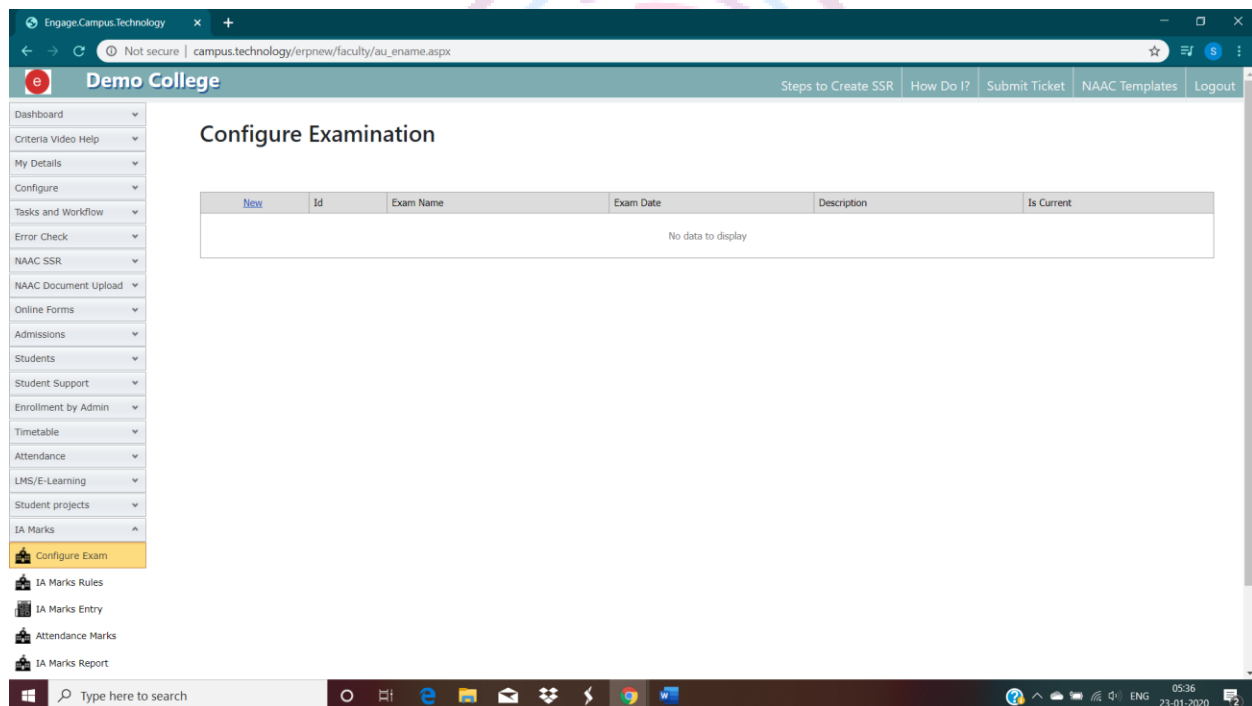 Engage.Campus.Technology
Not secure | campus.technology/erpnew/faculty/au_ename.aspx
S
e
Demo College
Steps to Create SSR | How Do I? | Submit Ticket | NAAC Templates | Logout
Dashboard
Criteria Video Help
My Details
Configure
Tasks and Workflow
Error Check
NAAC SSR
NAAC Document Upload
Online Forms
Admissions
Students
Student Support
Enrollment by Admin
Timetable
Attendance
LMS/E-Learning
Student projects
IA Marks
Configure Exam
IA Marks Rules
IA Marks Entry
Attendance Marks
IA Marks Report
Configure Examination
New Id Exam Name Exam Date Description Is Current
No data to display
Type here to search
ENG
05:36
23-01-2020
2